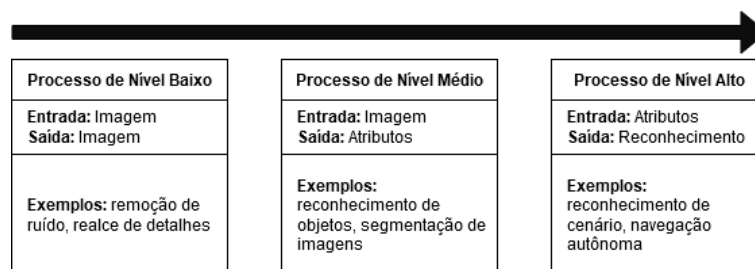 Processo de Nível Baixo
Entrada: Imagem
Saída: Imagem
Exemplos: remoção de
ruído, realce de detalhes
Processo de Nível Médio
Entrada: Imagem
Saída: Atributos
Exemplos:
reconhecimento de
objetos, segmentação de
imagens
Processo de Nível Alto
Entrada: Atributos
Saída: Reconhecimento
Exemplos:
reconhecimento de
cenário, navegação
autônoma